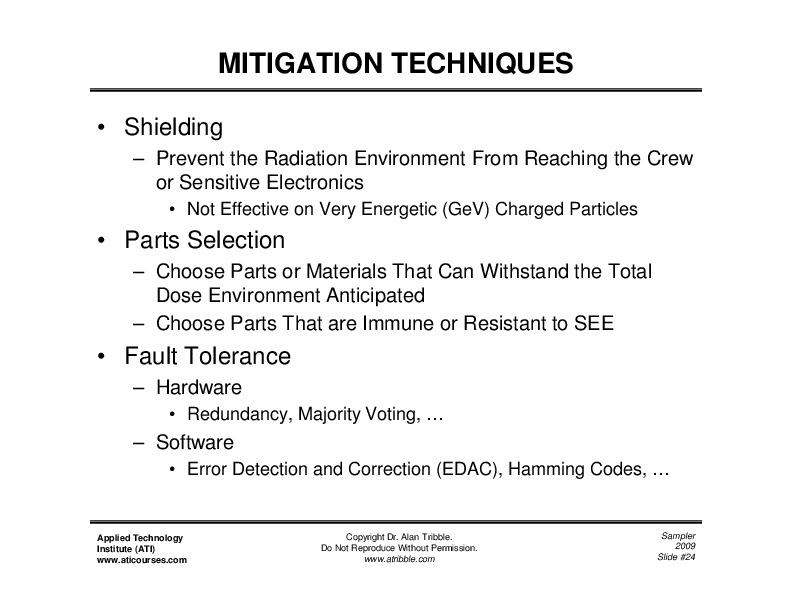 MITIGATION TECHNIQUES
• Shielding
– Prevent the Radiation Environment From Reaching the Crew
or Sensitive Electronics
• Not Effective on Very Energetic (GeV) Charged Particles
• Parts Selection
– Choose Parts or Materials That Can Withstand the Total
Dose Environment Anticipated
– Choose Parts That are Immune or Resistant to SEE
• Fault Tolerance
– Hardware
• Redundancy, Majority Voting, …
– Software
• Error Detection and Correction (EDAC), Hamming Codes, …
Applied Technology
Institute (ATI)
www.aticourses.com
Copyright Dr. Alan Tribble.
Do Not Reproduce Without Permission.
www.atribble.com
Sampler
2009
Slide #24